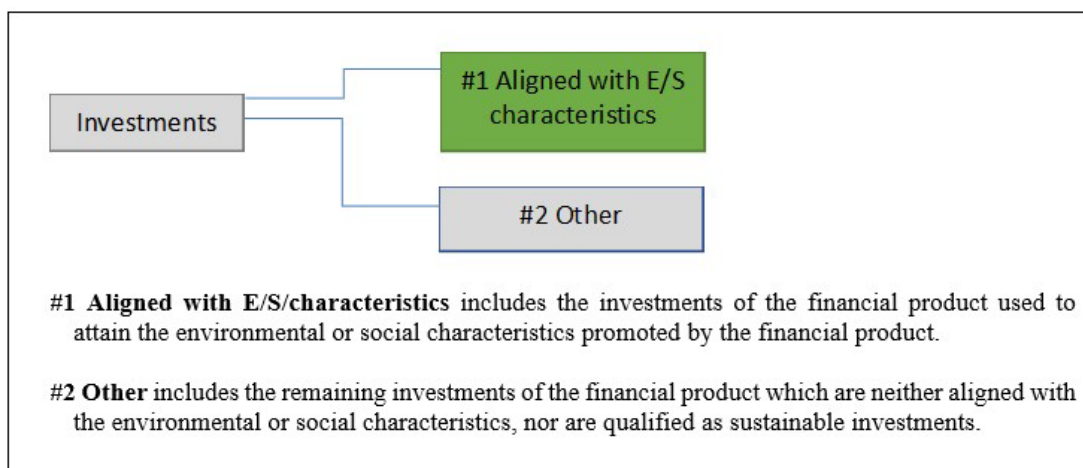 #1 Aligned with E/S
characteristics
Investments
#2 Other
#1 Aligned with E/S/characteristics includes the investments of the financial product used to
attain the environmental or social characteristics promoted by the financial product.
#2 Other includes the remaining investments of the financial product which are neither aligned with
the environmental or social characteristics, nor are qualified as sustainable investments.